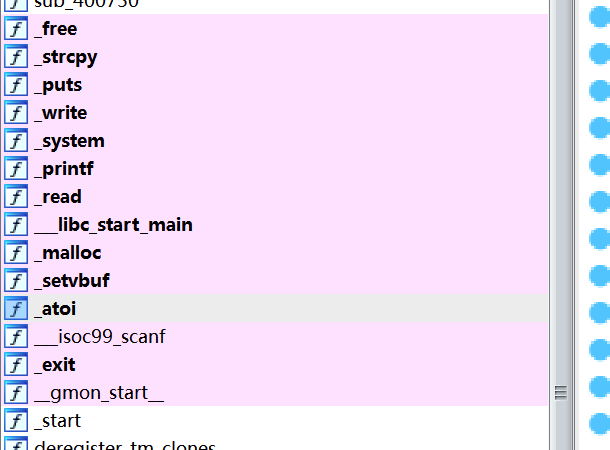 sub_400730
_free
_strcpy
_puts
_write
_system
_printf
_read
___libc_start_main
_malloc
_setvbuf
_atoi
___isoc99_scanf
_exit
__gmon_start__
_start
deregister_tm_clones